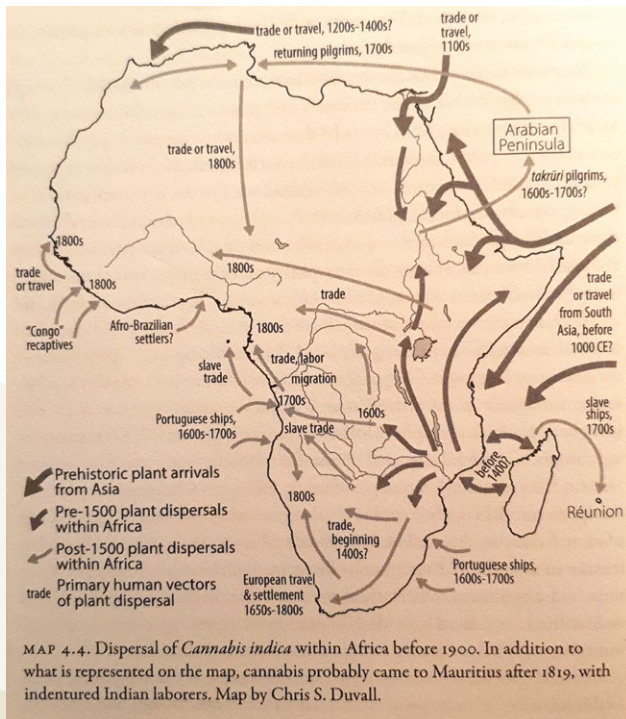 trade or travel, 1200s-1400s?
trade or
travel,
1100s
returning pilgrims, 1700s
Arabian
Peninsula
trade or travel,
1800s
takrūri pilgrims,
1600s-1700s?
1800s
trade
or travel
1800s
1800s
"Congo"
recaptives
Afro-Brazilian
settlers?
trade
1800s
trade
or travel
from South
Asia, before
1000 CE?
slave
trade
trade, labor
migration
1700s
1600s
slave trade
Portuguese ships,
1600s-1700s
slave
ships,
1700s
before
1400?
Réunion
1800s
trade,
beginning
1400s?
Portuguese ships,
1600s-1700s
European travel
& settlement
1650s-1800s
Prehistoric plant arrivals
from Asia
Pre-1500 plant dispersals
within Africa
Post-1500 plant dispersals
within Africa
trade Primary human vectors
of plant dispersal
MAP 4.4. Dispersal of Cannabis indica within Africa before 1900. In addition to
what is represented on the map, cannabis probably came to Mauritius after 1819, with
indentured Indian laborers. Map by Chris S. Duvall.